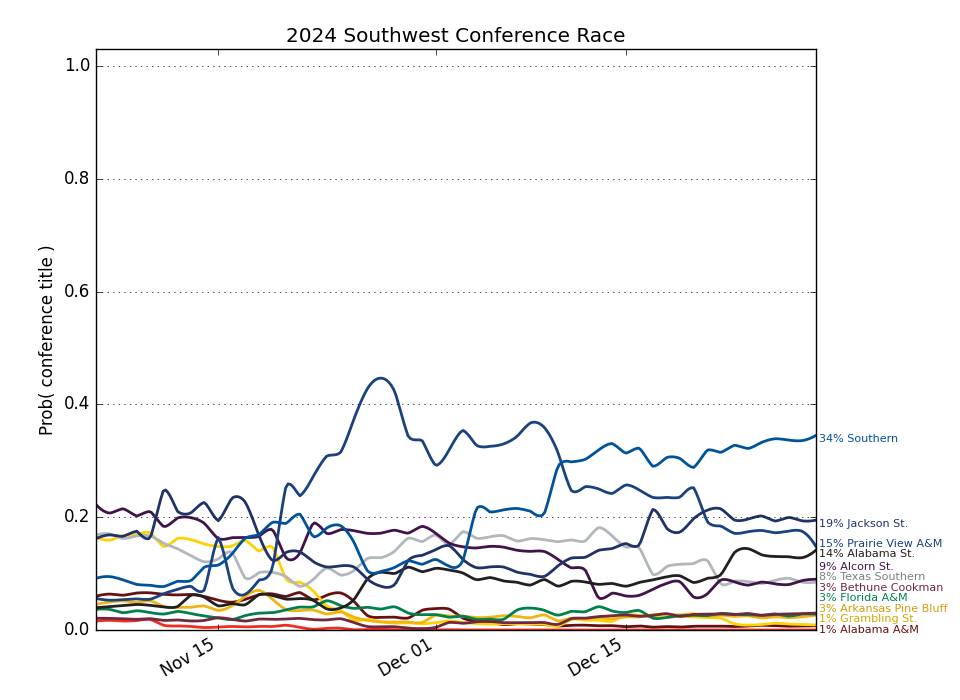 2024 Southwest Conference Race
Prob( conference title )
1.0
0.8
0.6
0.4
0.2
0.0
Nov 15
Dec 01
Dec 15
34% Southern
19% Jackson St.
15% Prairie View A&M
14% Alabama St.
9% Alcorn St.
8% Texas Southern
3% Bethune Cookman
3% Florida A&M
3% Arkansas Pine Bluff
1% Grambling St.
1% Alabama A&M